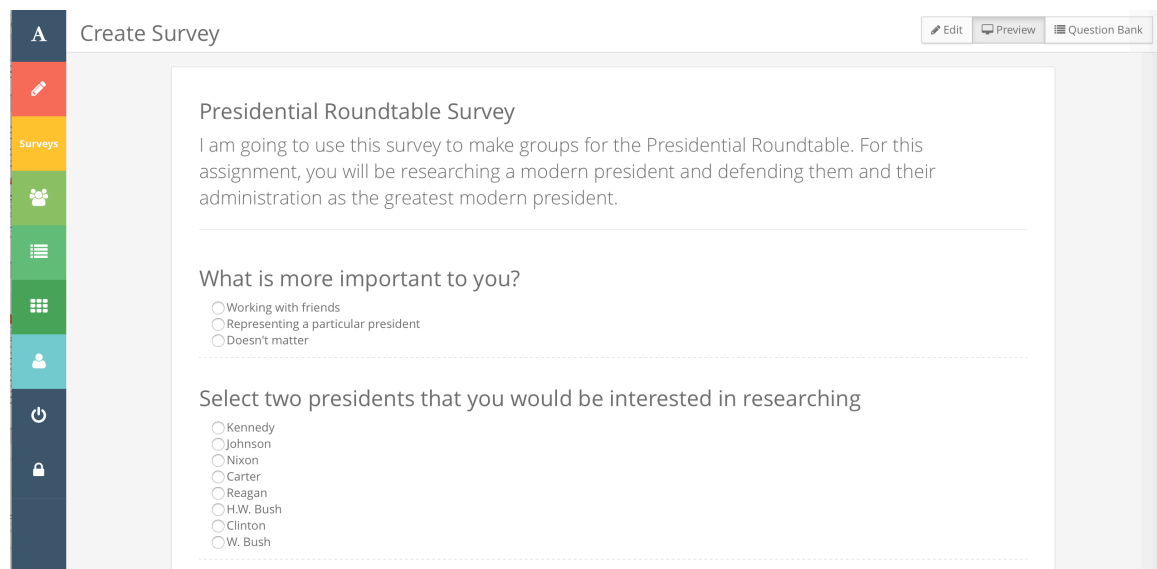 A
Create Survey
Edit
Preview
Question Bank
Surveys
Presidential Roundtable Survey
I am going to use this survey to make groups for the Presidential Roundtable. For this
assignment, you will be researching a modern president and defending them and their
administration as the greatest modern president.
What is more important to you?
Working with friends
Representing a particular president
Doesn't matter
Select two presidents that you would be interested in researching
Kennedy
Johnson
Nixon
Carter
Reagan
H.W. Bush
Clinton
W. Bush